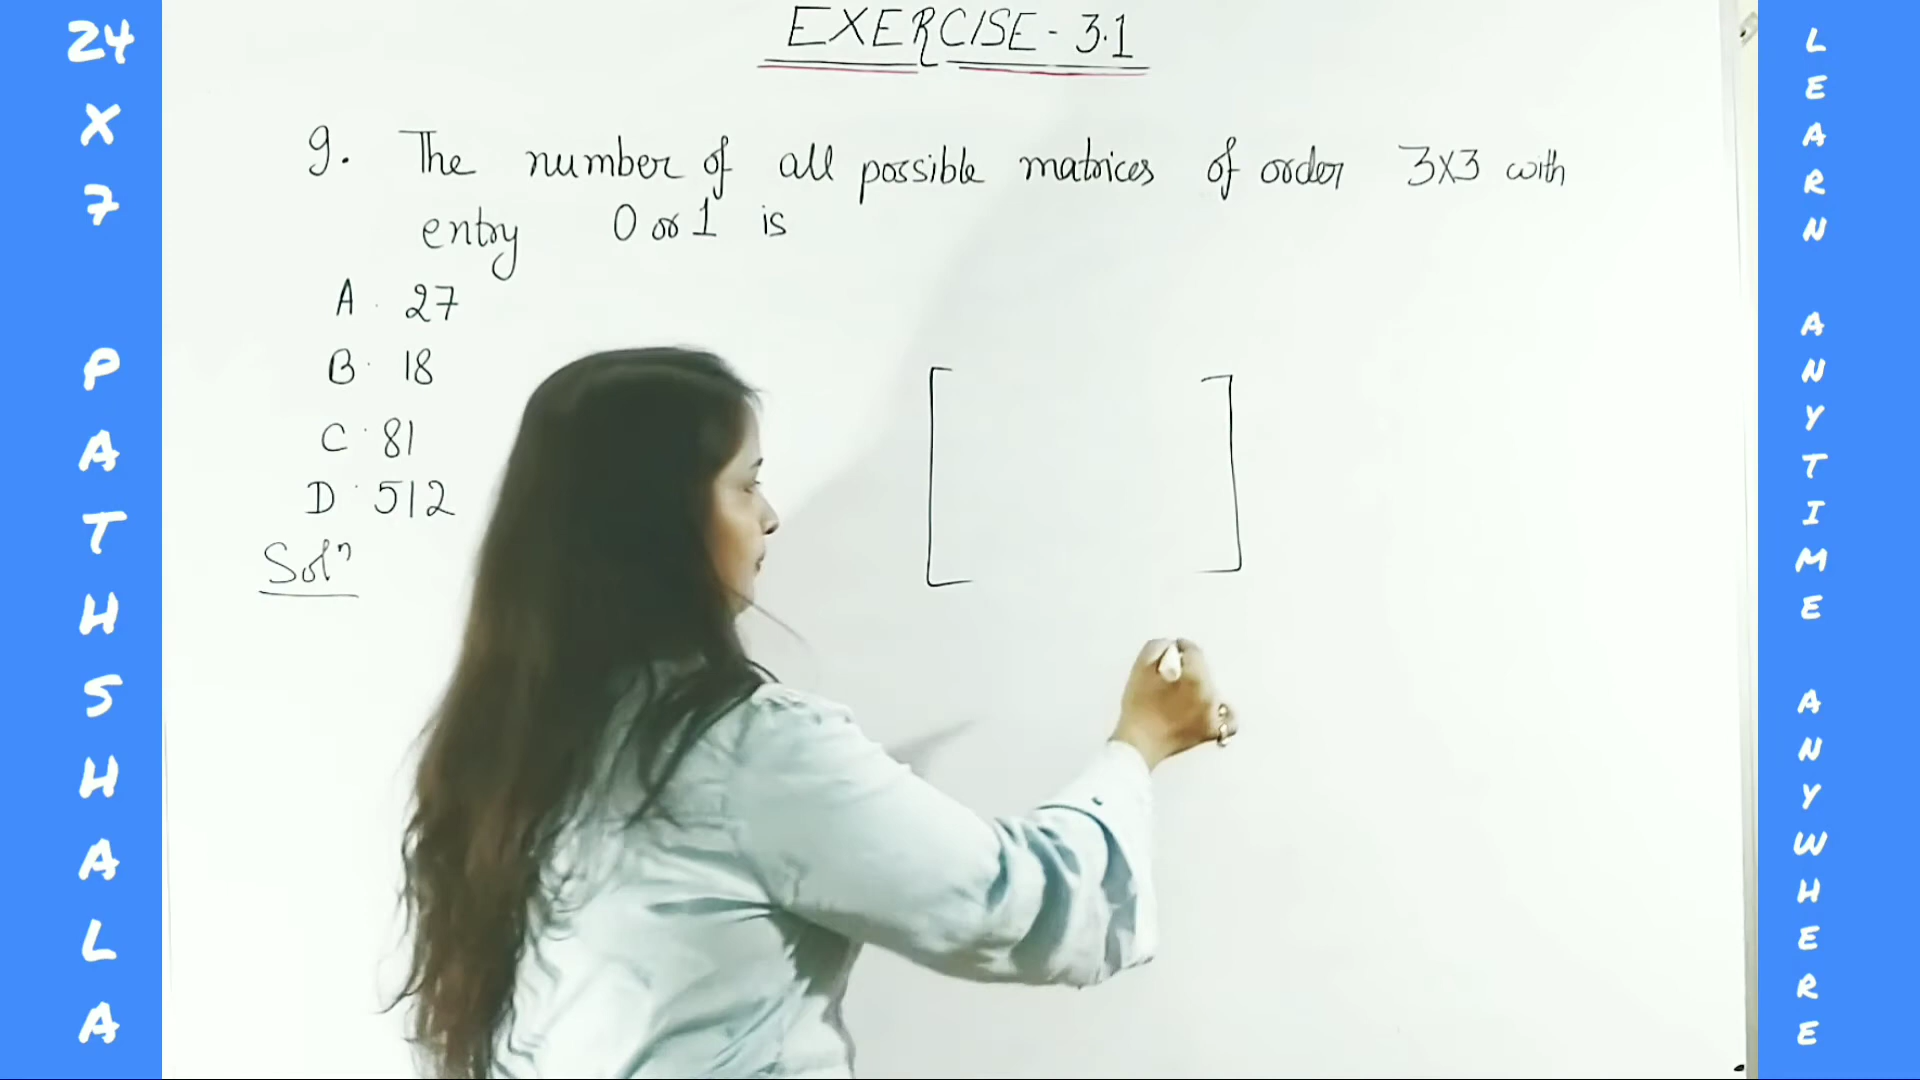 24 X 7 PATHSHALA
EXERCISE - 3.1
9. The number of all possible matrices of order 3X3 with
entry 0 or 1 is
A. 27
B. 18
C. 81
D. 512
Solⁿ
LEARN ANYTIME ANYWHERE